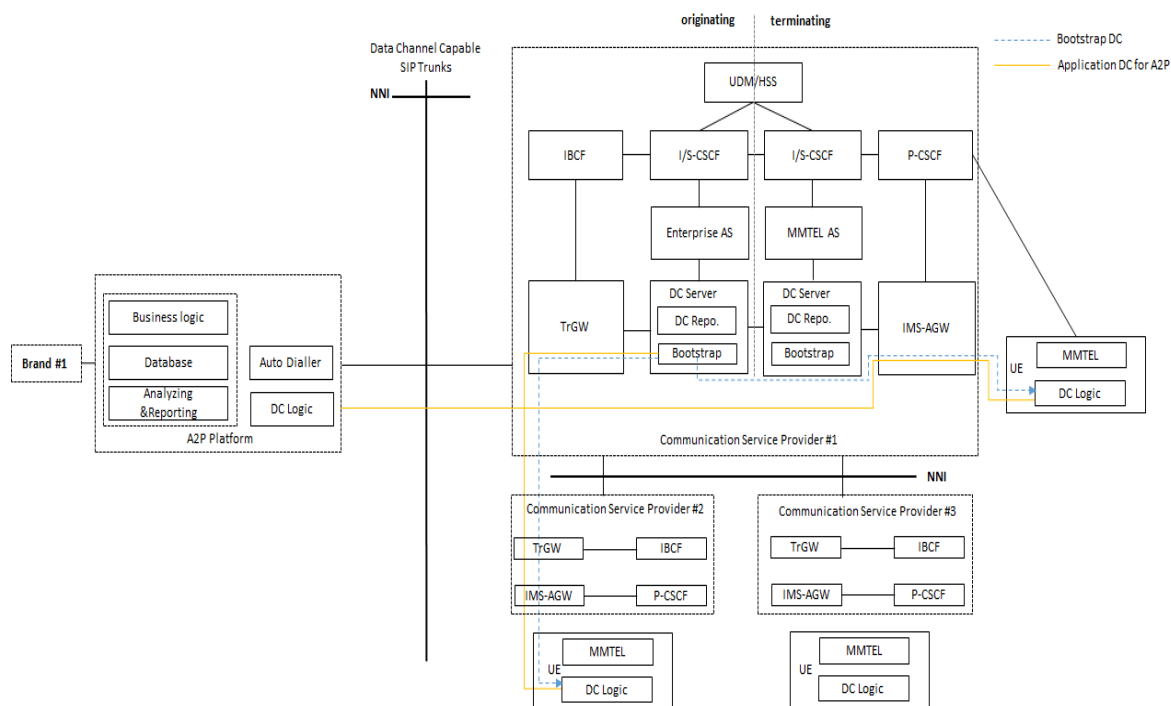 originating
terminating
Data Channel Capable
SIP Trunks
NNI
Bootstrap DC
Application DC for A2P
UDM/HSS
IBCF
I/S-CSCF
I/S-CSCF
P-CSCF
Enterprise AS
MMTEL AS
TrGW
DC Server
DC Repo.
Bootstrap
DC Server
DC Repo.
Bootstrap
IMS-AGW
Brand #1
Business logic
Database
Analyzing
&Reporting
Auto Dialler
DC Logic
A2P Platform
UE
MMTEL
DC Logic
Communication Service Provider #1
NNI
Communication Service Provider #2
TrGW
IBCF
IMS-AGW
P-CSCF
Communication Service Provider #3
TrGW
IBCF
IMS-AGW
P-CSCF
MMTEL
UE
DC Logic
MMTEL
UE
DC Logic